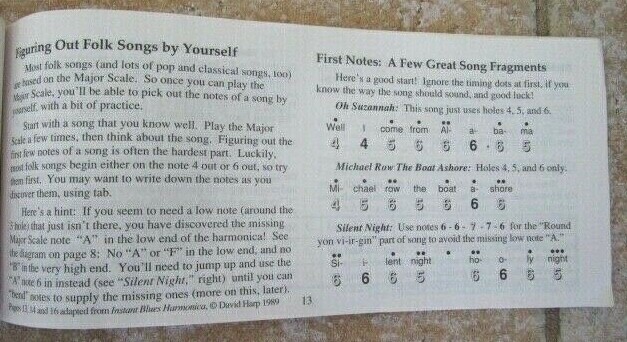 Figuring Out Folk Songs by Yourself
Most folk songs (and lots of pop and classical songs, too)
are based on the Major Scale. So once you can play the
Major Scale, you'll be able to pick out the notes of a song by
yourself, with a bit of practice.
Start with a song that you know well. Play the Major
Scale a few times, then think about the song. Figuring out the
first few notes of a song is often the hardest part. Luckily,
most folk songs begin either on the note 4 out or 6 out, so try
them first. You may want to write down the notes as you
discover them, using tab.
Here's a hint: If you seem to need a low note (around the
3 hole) that just isn't there, you have discovered the missing
Major Scale note "A" in the low end of the harmonica! See
the diagram on page 8: No "A" or "F" in the low end, and no
"B" in the very high end. You'll need to jump up and use the
"A" note 6 in instead (see "Silent Night," right) until you can
"bend" notes to supply the missing ones (more on this, later).
Pages 13, 14 and 16 adapted from Instant Blues Harmonica, © David Harp 1989
13
First Notes: A Few Great Song Fragments
Here's a good start! Ignore the timing dots at first, if you
know the way the song should sound, and good luck!
Oh Suzannah: This song just uses holes 4, 5, and 6.
Well I come from Al- a- ba- ma
4 4 5 6 6 6 • 6 5
Michael Row The Boat Ashore: Holes 4, 5, and 6 only.
Mi- chael row the boat a- shore
4 5 6 5 6 6 6
Silent Night: Use notes 6 - 6 - 7 - 7 - 6 for the "Round
yon vi-ir-gin" part of song to avoid the missing low note "A."
Si- i- lent night ho- o- ly night
6 6 6 5 6 6 6 5